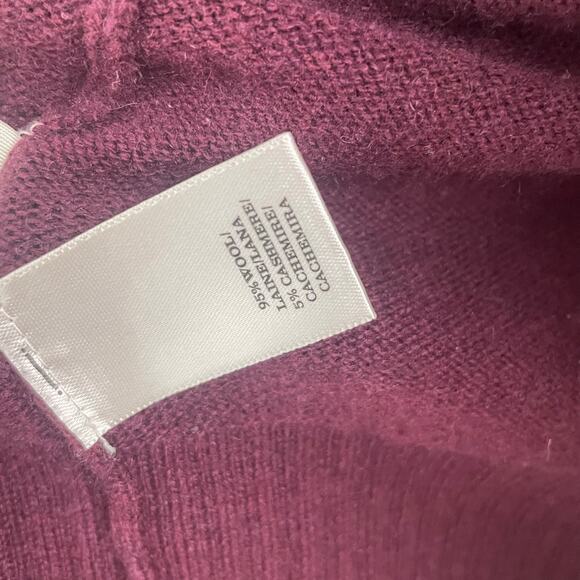 95% WOOL/
LAINE/LANA
5% CASHMERE/
CACHEMIRE/
CACHEMIRA